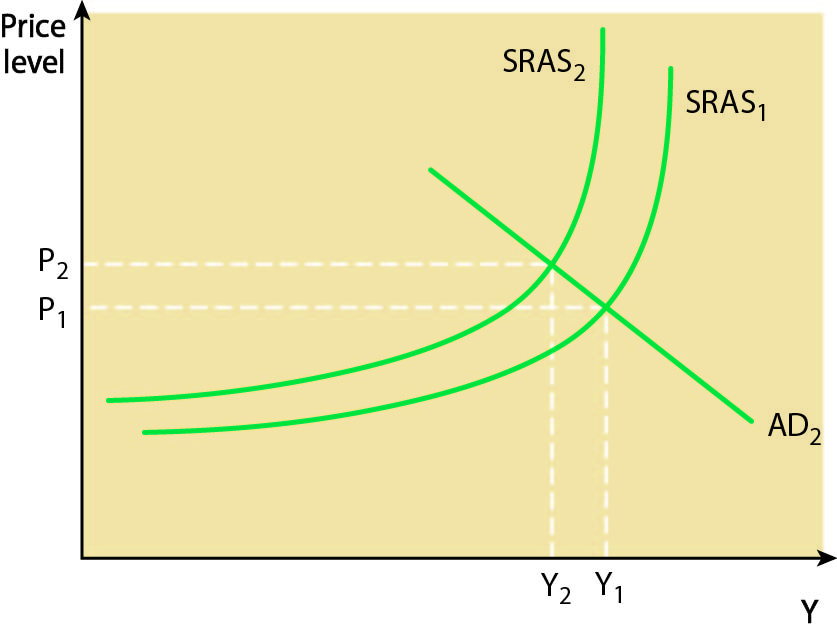 Price
level
SRAS₂
SRAS₁
P₂
P₁
AD₂
Y₂
Y₁
Y